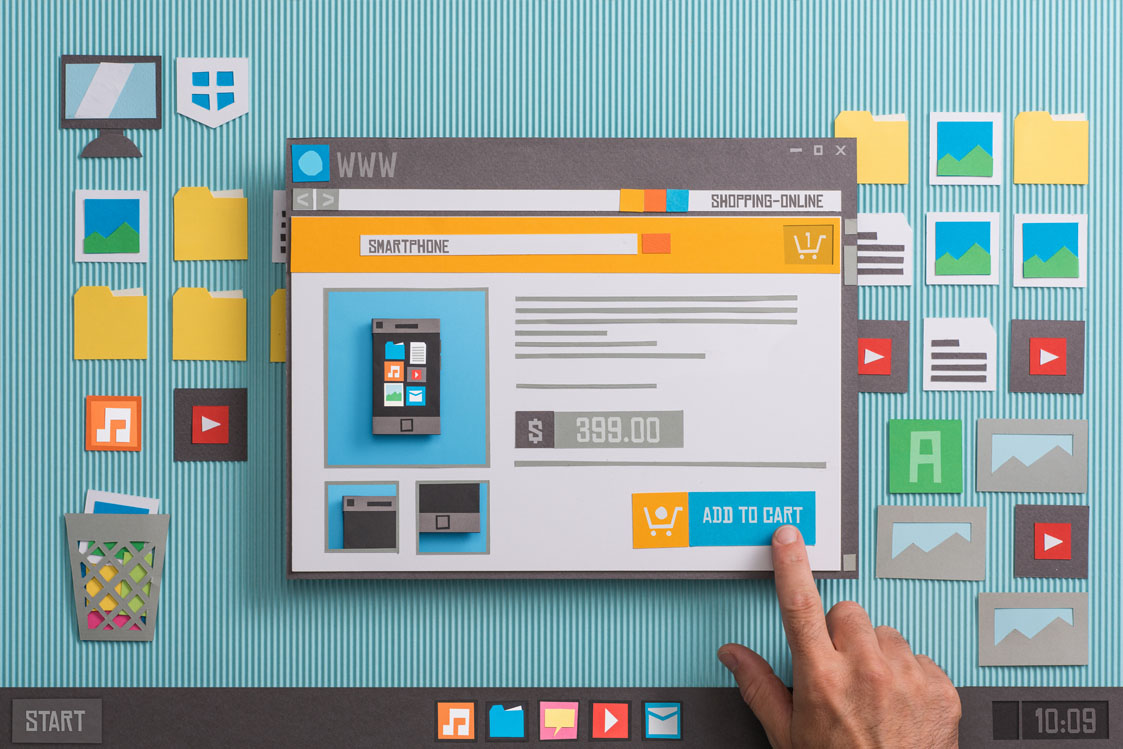 WWW
< >
SHOPPING-ONLINE
SMARTPHONE
1
$ 399.00
ADD TO CART
A
START
10:09